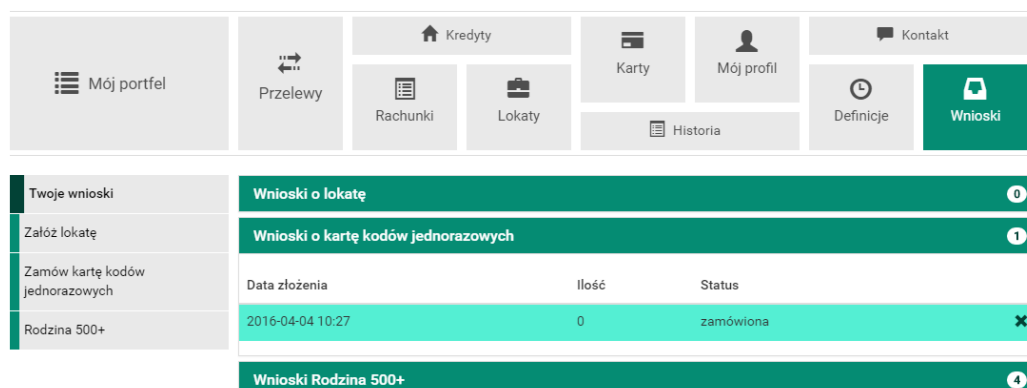 Mój portfel
Przelewy
Kredyty
Rachunki
Lokaty
Karty
Mój profil
Historia
Kontakt
Definicje
Wnioski
Twoje wnioski
Załóż lokatę
Zamów kartę kodów
jednorazowych
Rodzina 500+
Wnioski o lokatę 0
Wnioski o kartę kodów jednorazowych 1
Data złożenia Ilość Status
2016-04-04 10:27 0 zamówiona
Wnioski Rodzina 500+ 4